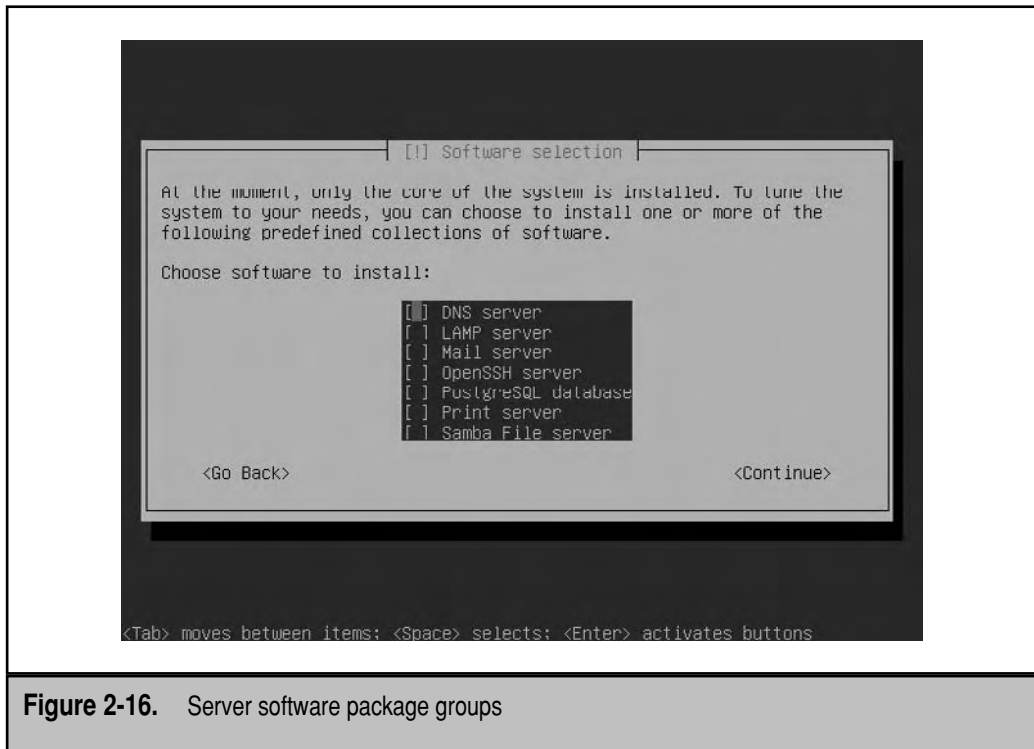 [!] Software selection
At the moment, only the core of the system is installed. To tune the
system to your needs, you can choose to install one or more of the
following predefined collections of software.
Choose software to install:
[ ] DNS server
[ ] LAMP server
[ ] Mail server
[ ] OpenSSH server
[ ] PostgreSQL database
[ ] Print server
[ ] Samba File server
<Go Back> <Continue>
<Tab> moves between items; <Space> selects; <Enter> activates buttons
Figure 2-16. Server software package groups